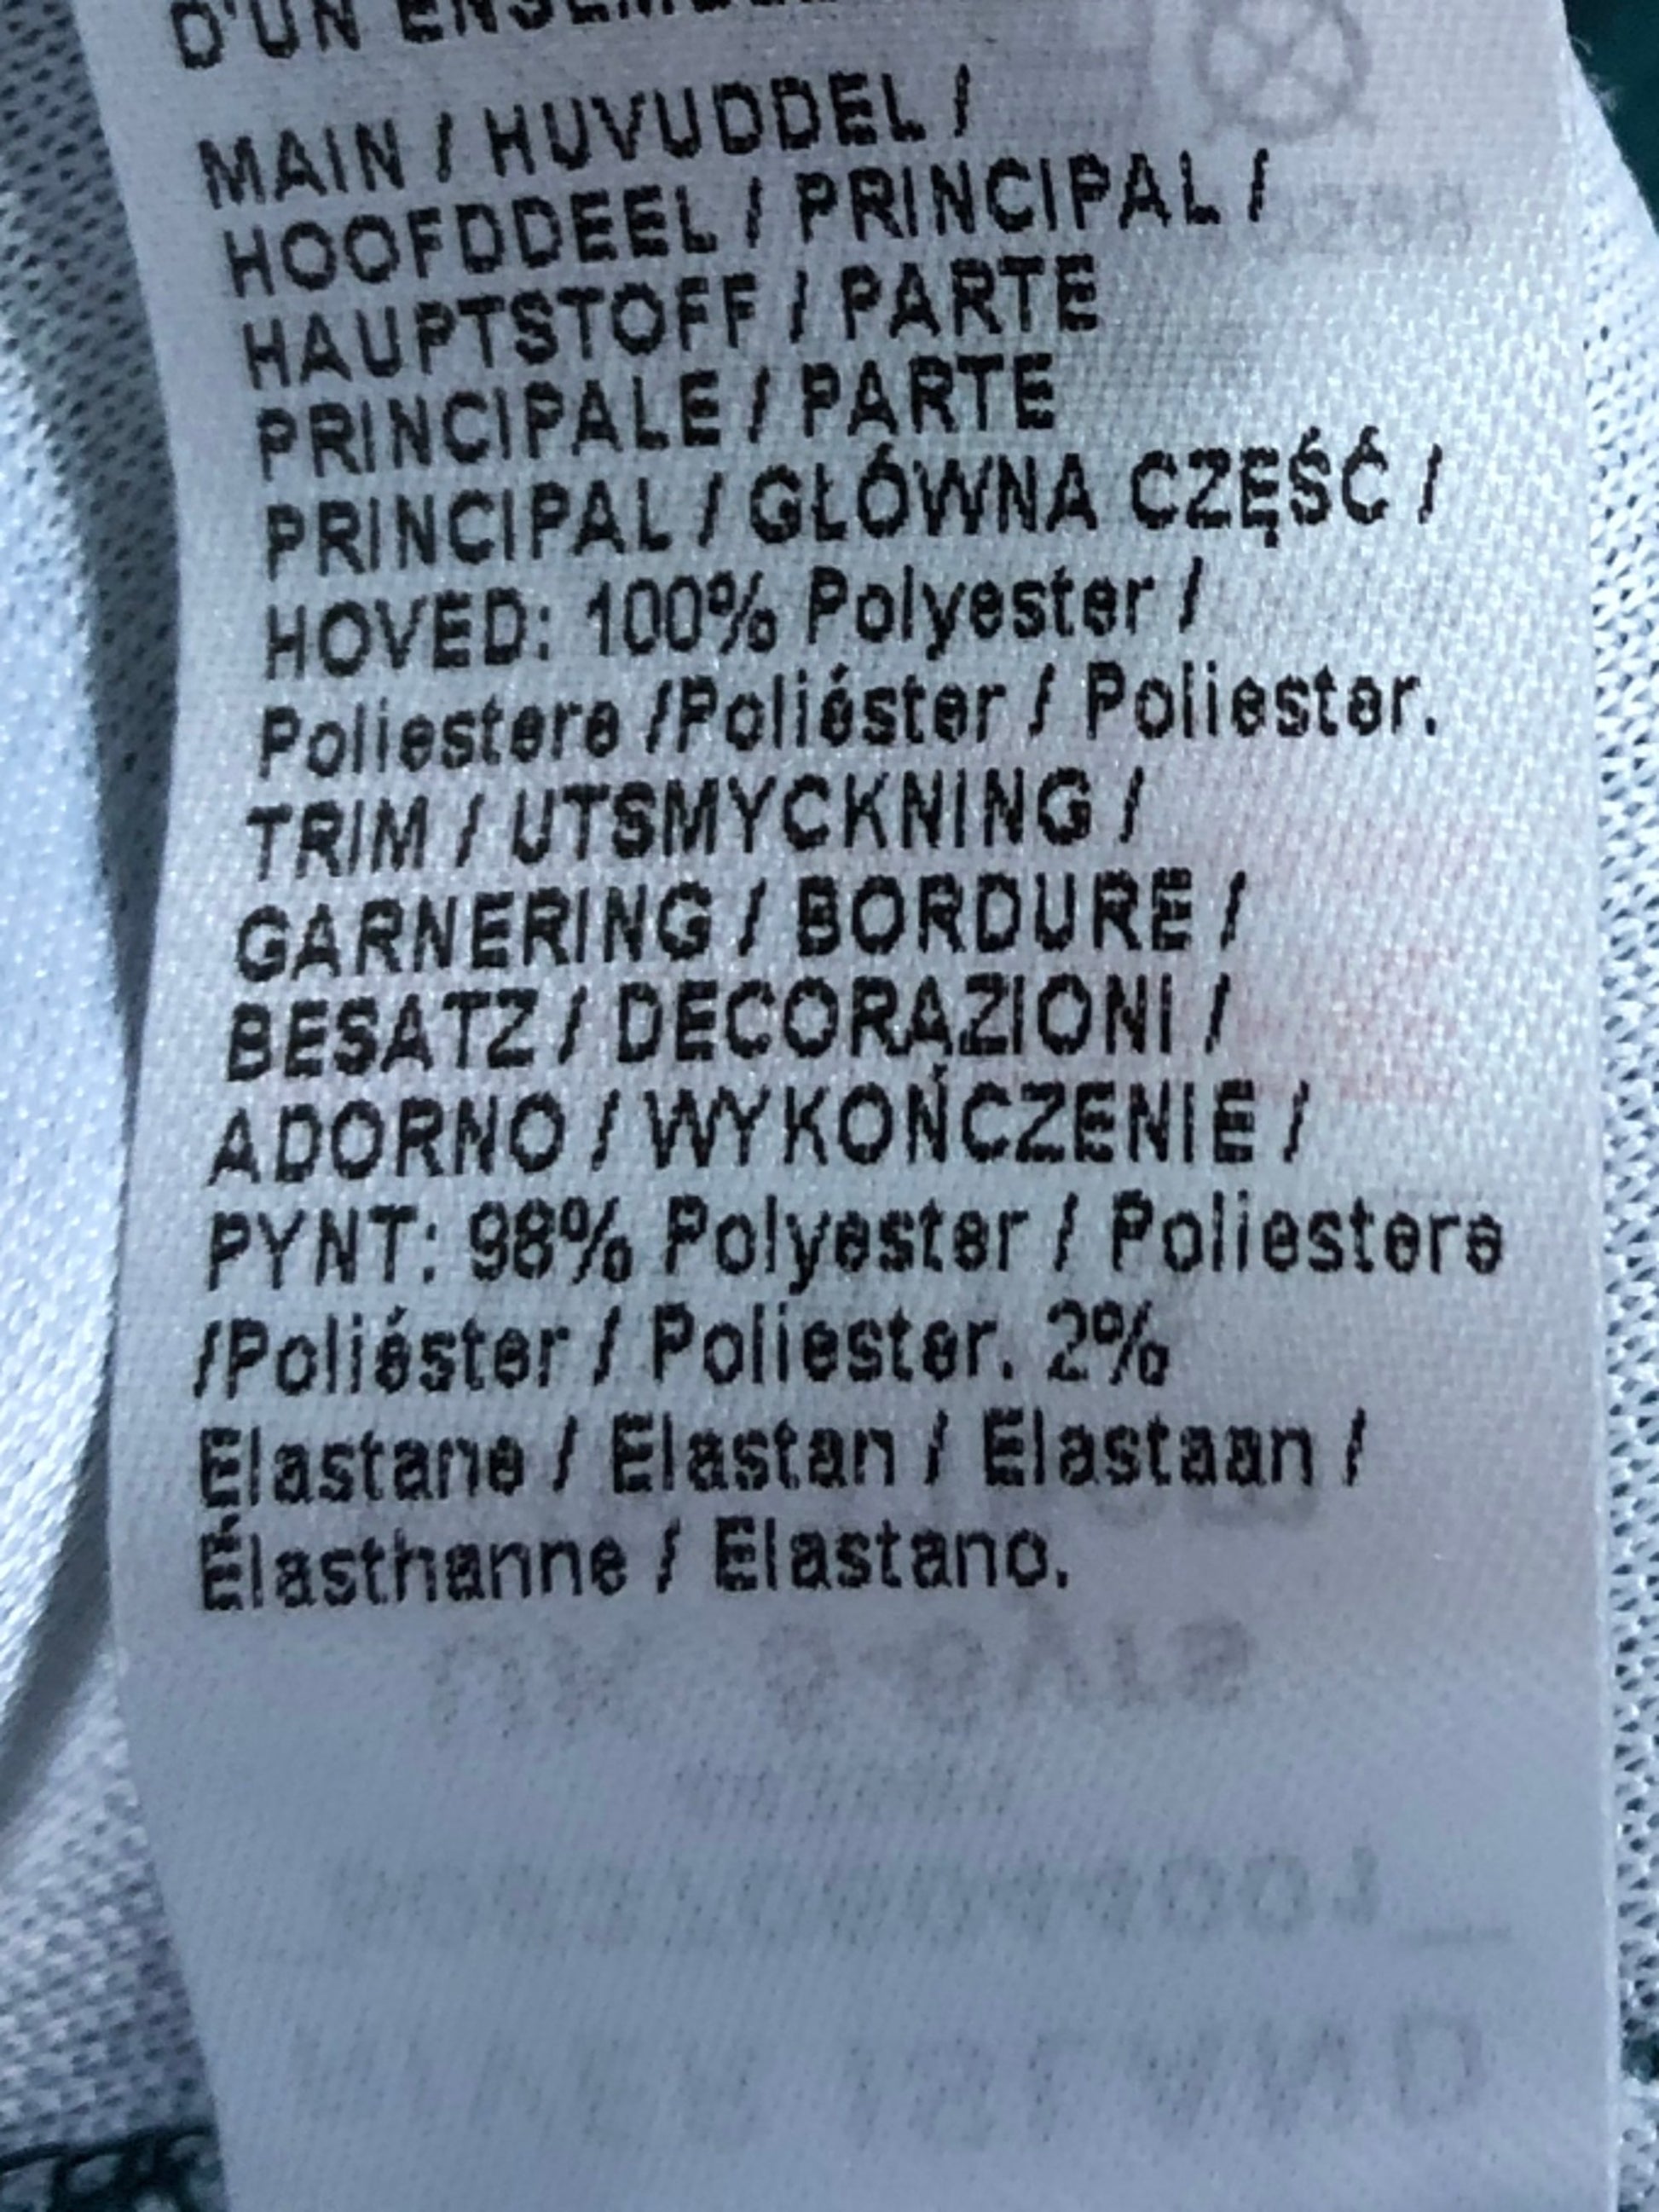 D'UN
MAIN / HUVUDDEL /
HOOFDDEEL / PRINCIPAL /
HAUPTSTOFF / PARTE
PRINCIPALE / PARTE
PRINCIPAL / GŁÓWNA CZĘŚĆ /
HOVED: 100% Polyester /
Poliestere /Poliéster / Poliester.
TRIM / UTSMYCKNING /
GARNERING / BORDURE /
BESATZ / DECORAZIONI /
ADORNO / WYKOŃCZENIE /
PYNT: 98% Polyester / Poliestere
/Poliéster / Poliester. 2%
Elastane / Elastan / Elastaan /
Élasthanne / Elastano.